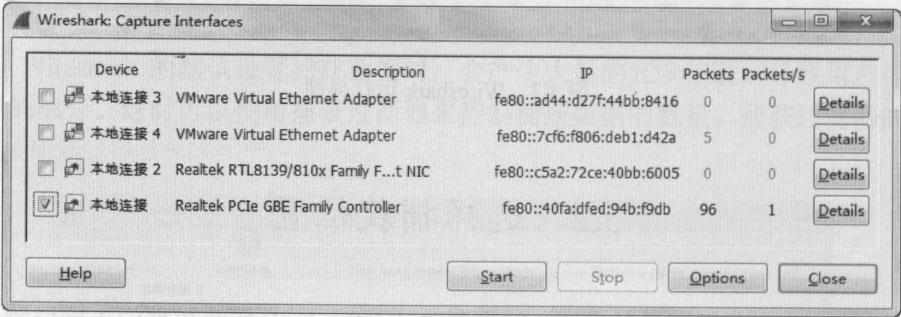 Wireshark: Capture Interfaces
Device Description IP Packets Packets/s
本地连接 3 VMware Virtual Ethernet Adapter fe80::ad44:d27f:44bb:8416 0 0 Details
本地连接 4 VMware Virtual Ethernet Adapter fe80::7cf6:f806:deb1:d42a 5 0 Details
本地连接 2 Realtek RTL8139/810x Family F...t NIC fe80::c5a2:72ce:40bb:6005 0 0 Details
本地连接 Realtek PCIe GBE Family Controller fe80::40fa:dfed:94b:f9db 96 1 Details
Help Start Stop Options Close